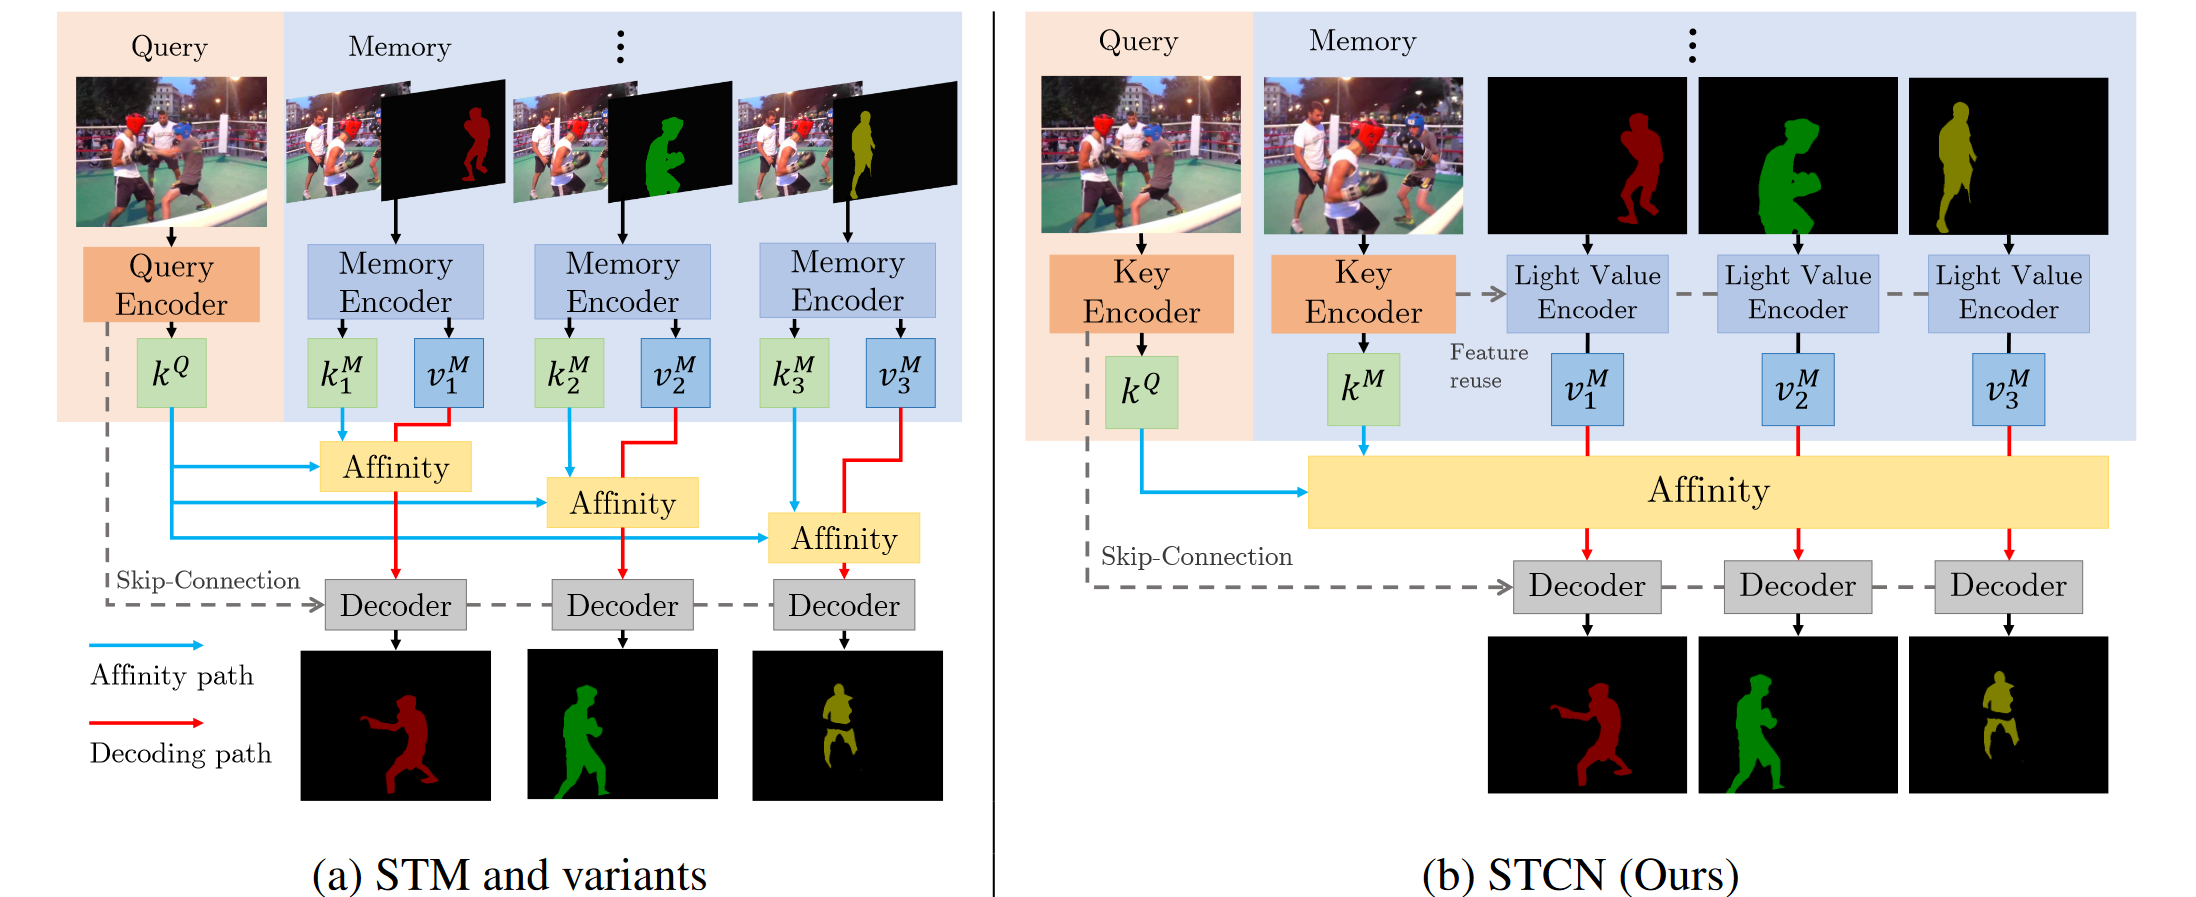 Query
Memory
⋮
Query
Encoder
Memory
Encoder
Memory
Encoder
Memory
Encoder
k^Q
k_1^M
v_1^M
k_2^M
v_2^M
k_3^M
v_3^M
Affinity
Affinity
Affinity
Skip-Connection
Decoder
Decoder
Decoder
Affinity path
Decoding path
(a) STM and variants
Query
Memory
⋮
Key
Encoder
Key
Encoder
Light Value
Encoder
Light Value
Encoder
Light Value
Encoder
Feature
reuse
k^Q
k^M
v_1^M
v_2^M
v_3^M
Affinity
Skip-Connection
Decoder
Decoder
Decoder
(b) STCN (Ours)